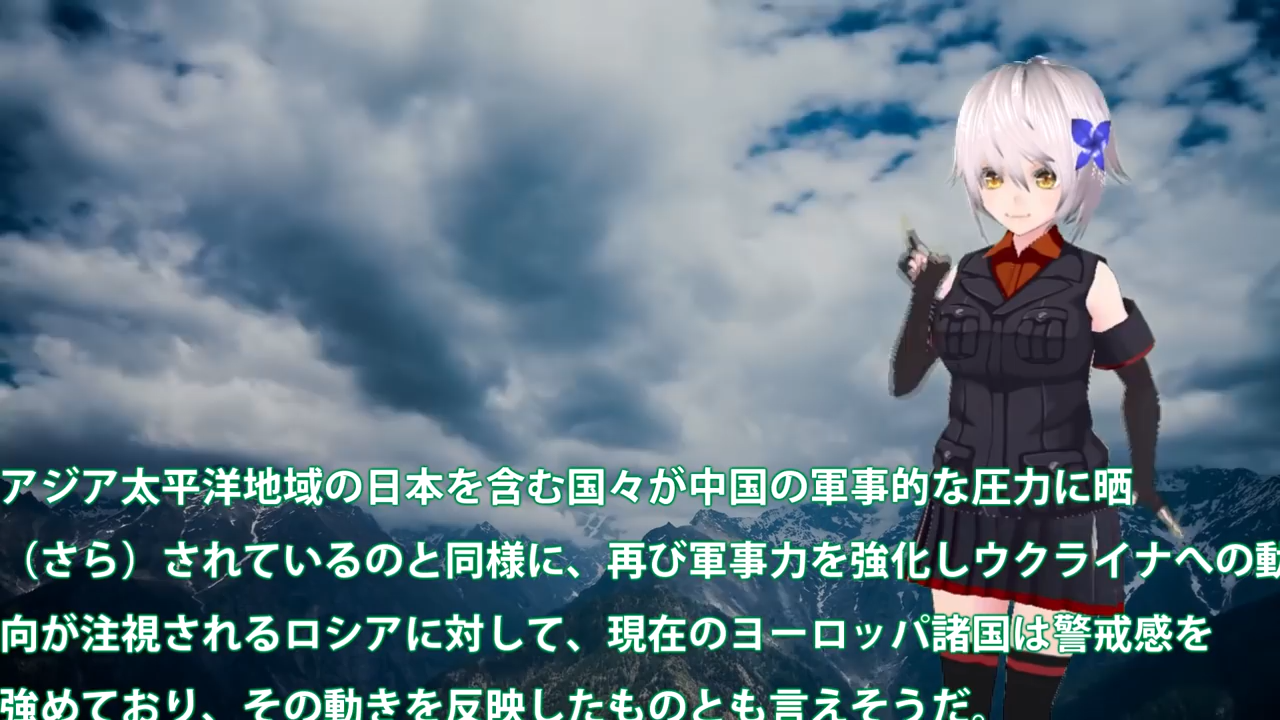 アジア太平洋地域の日本を含む国々が中国の軍事的な圧力に晒
（さら）されているのと同様に、再び軍事力を強化しウクライナへの動
向が注視されるロシアに対して、現在のヨーロッパ諸国は警戒感を
強めており、その動きを反映したものとも言えそうだ。